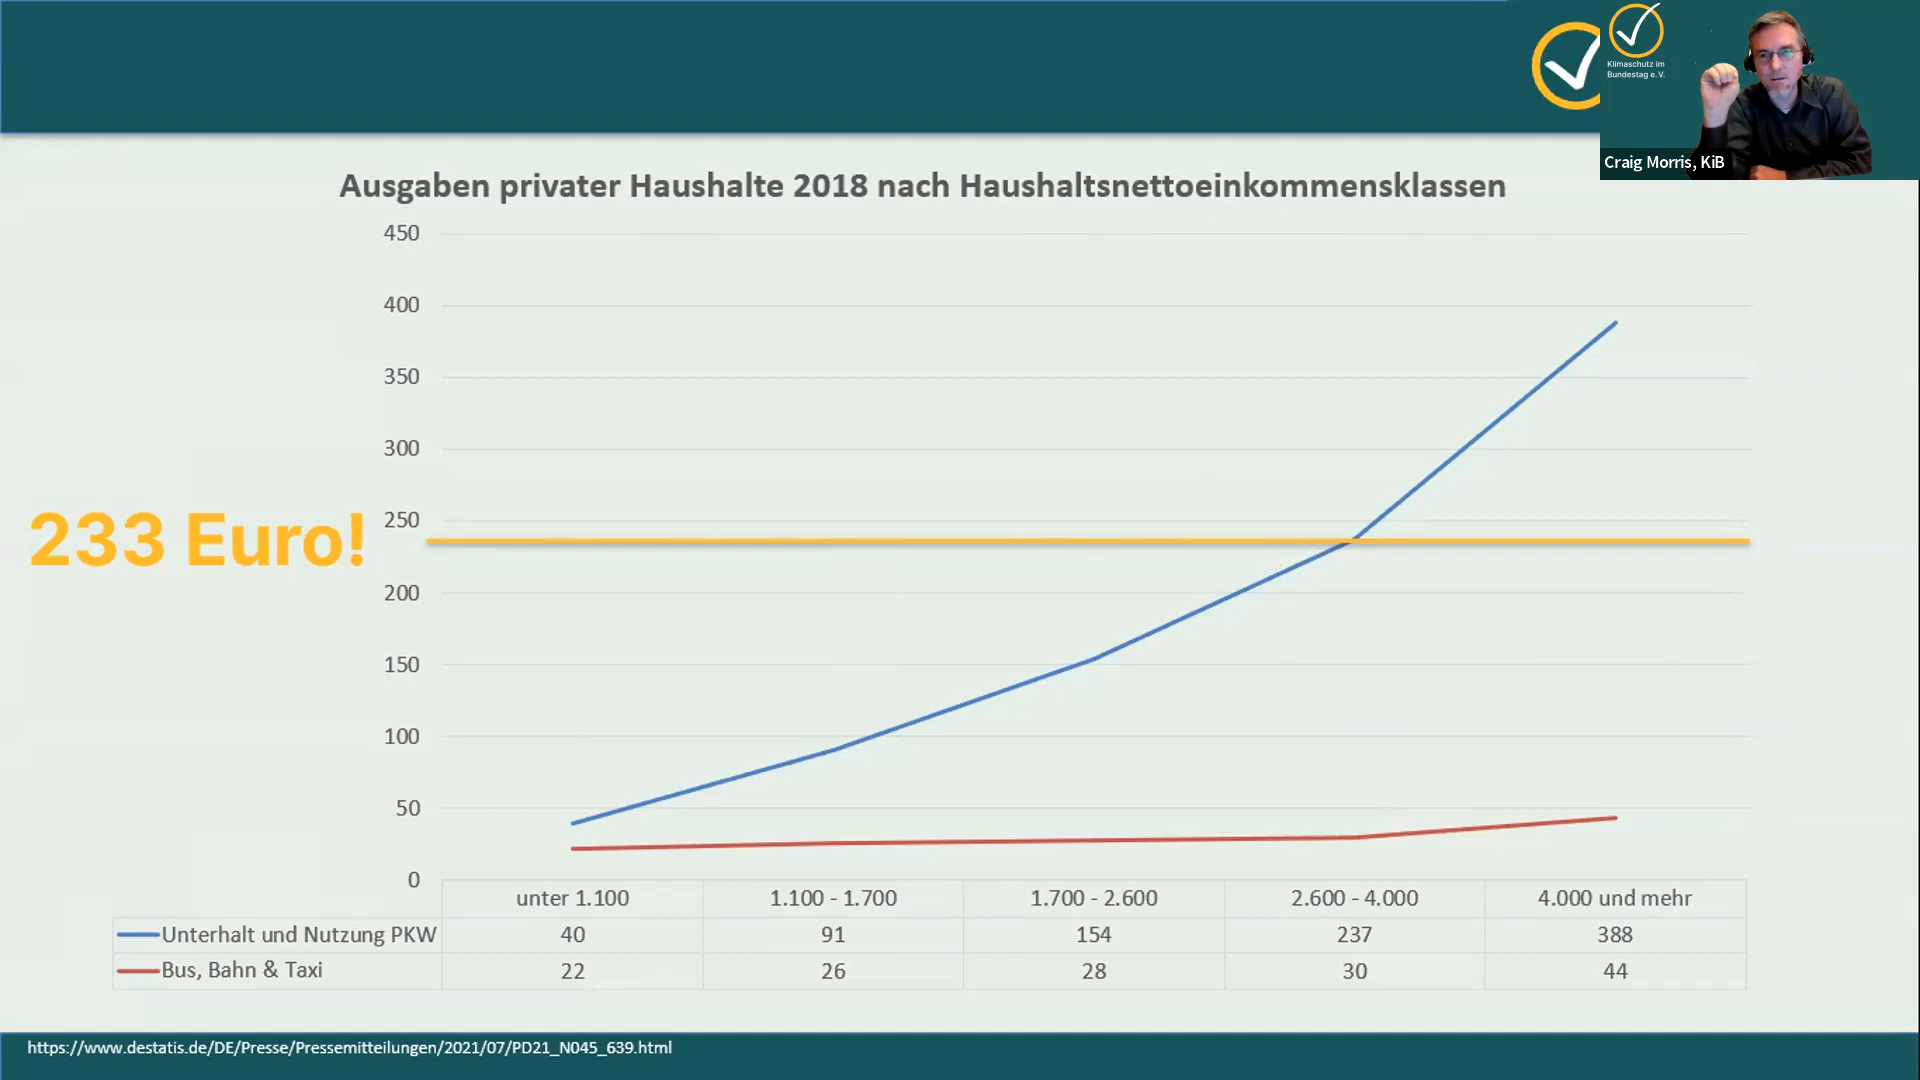 Klimaschutz im
Bundestag e. V.
Craig Morris, KiB
Ausgaben privater Haushalte 2018 nach Haushaltsnettoeinkommensklassen
450
400
350
300
250
200
150
100
50
0
233 Euro!
unter 1.100 1.100 - 1.700 1.700 - 2.600 2.600 - 4.000 4.000 und mehr
Unterhalt und Nutzung PKW 40 91 154 237 388
Bus, Bahn & Taxi 22 26 28 30 44
https://www.destatis.de/DE/Presse/Pressemitteilungen/2021/07/PD21_N045_639.html